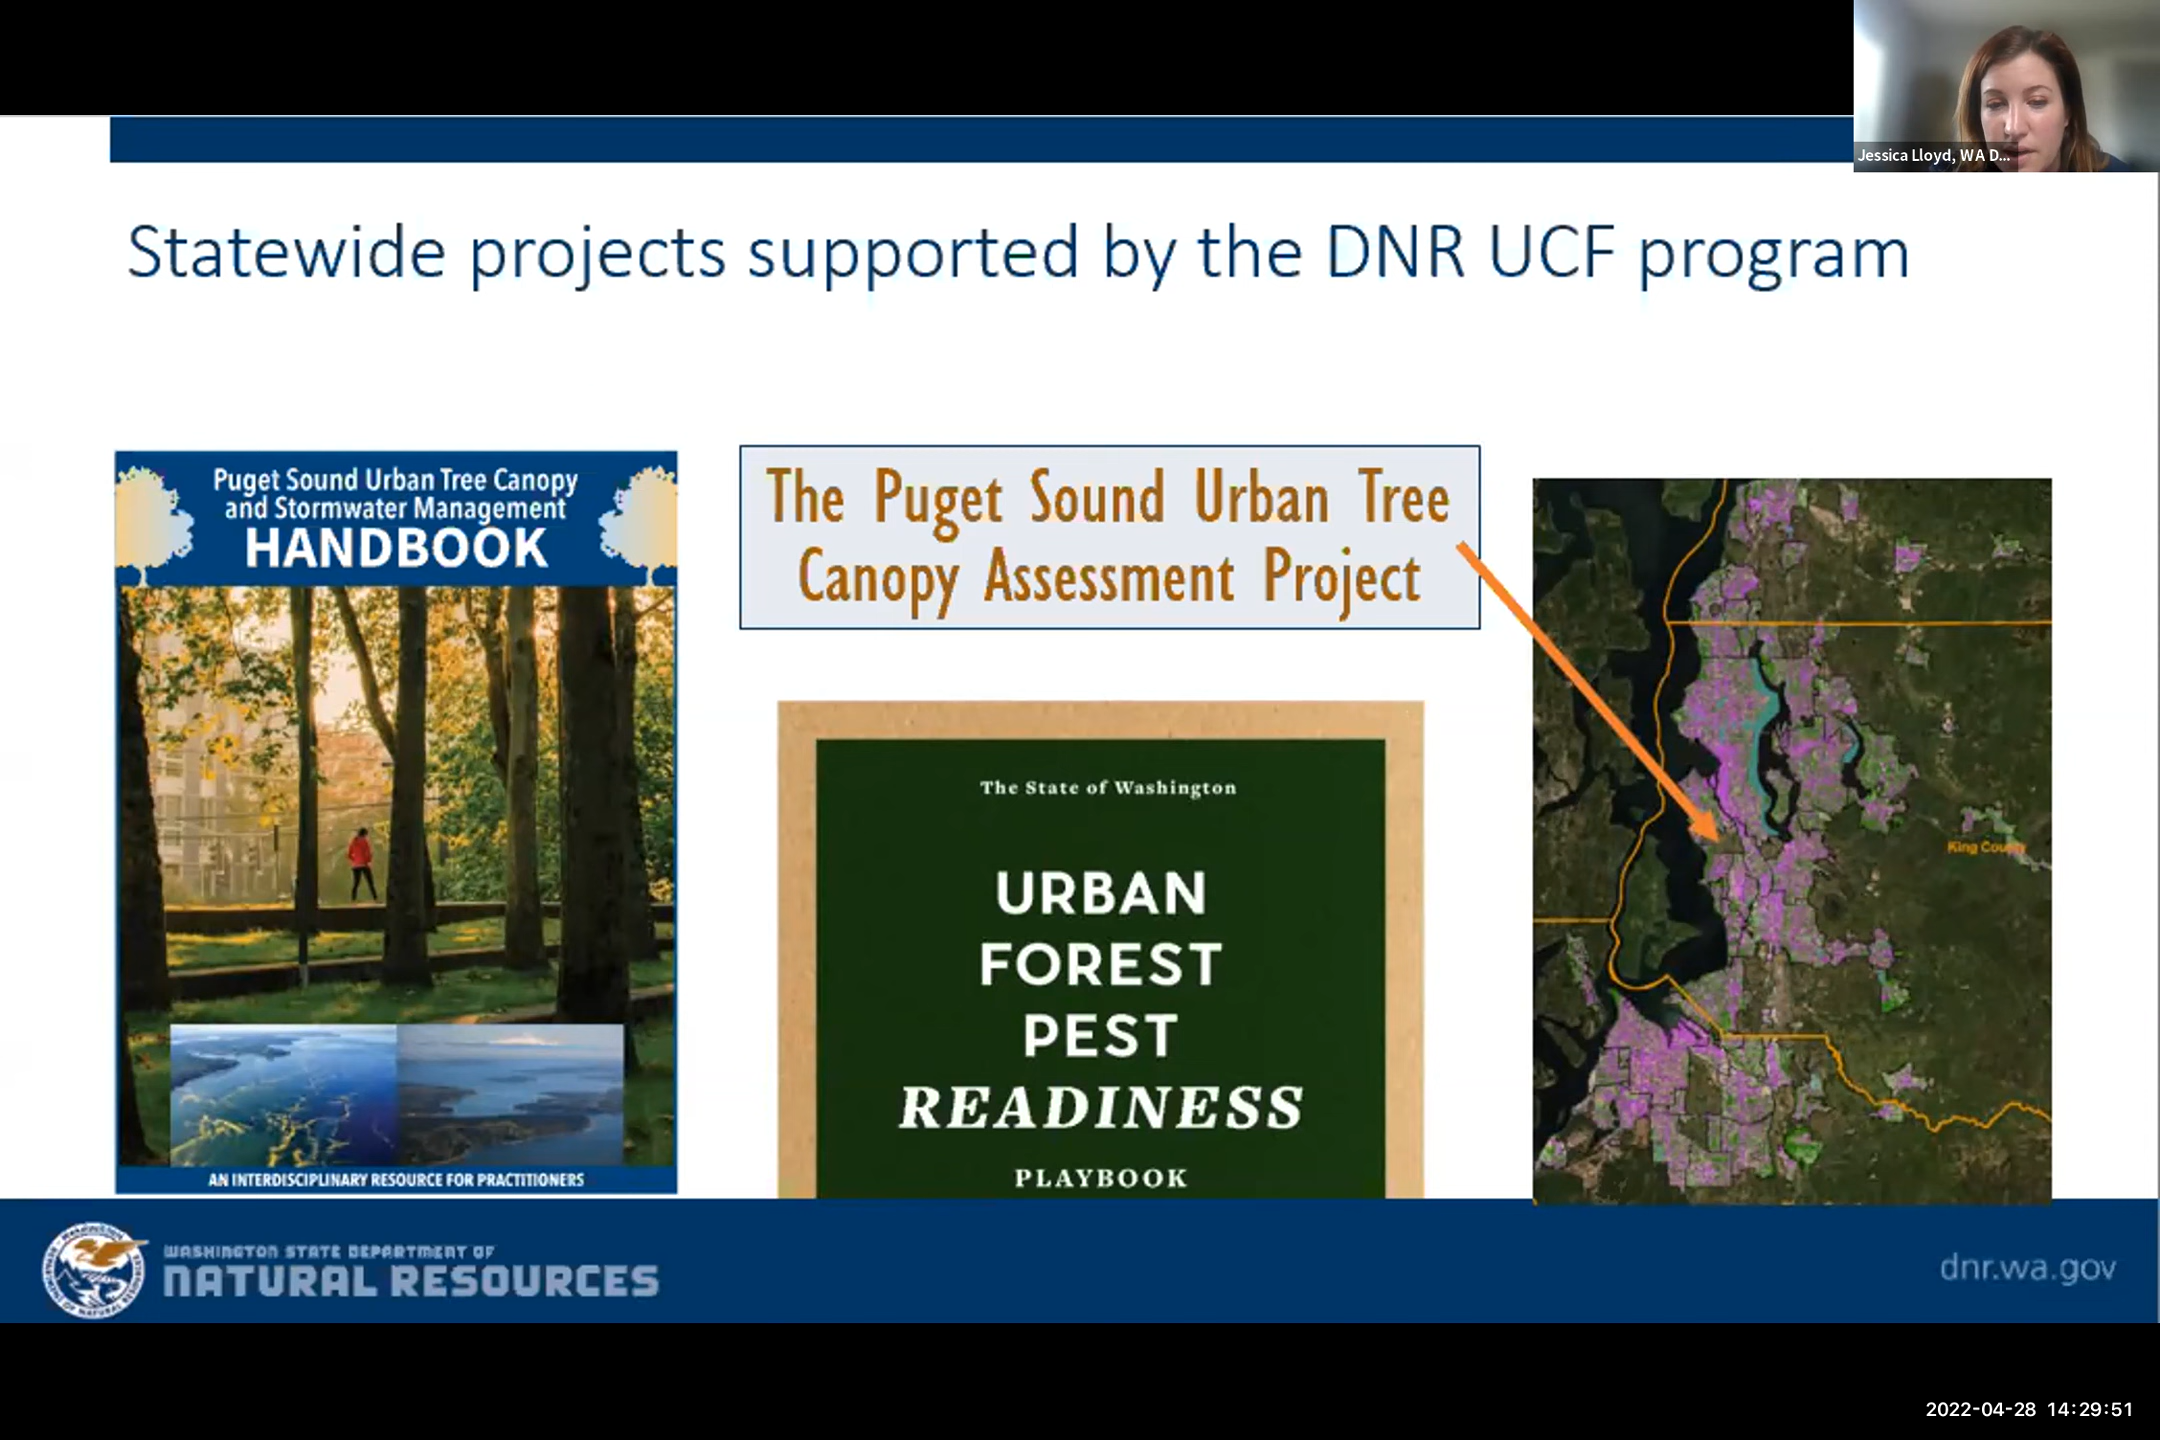 Jessica Lloyd, WA D...
Statewide projects supported by the DNR UCF program
Puget Sound Urban Tree Canopy
and Stormwater Management
HANDBOOK
AN INTERDISCIPLINARY RESOURCE FOR PRACTITIONERS
The Puget Sound Urban Tree
Canopy Assessment Project
The State of Washington
URBAN
FOREST
PEST
READINESS
PLAYBOOK
King County
WASHINGTON STATE DEPARTMENT OF
NATURAL RESOURCES
dnr.wa.gov
2022-04-28 14:29:51